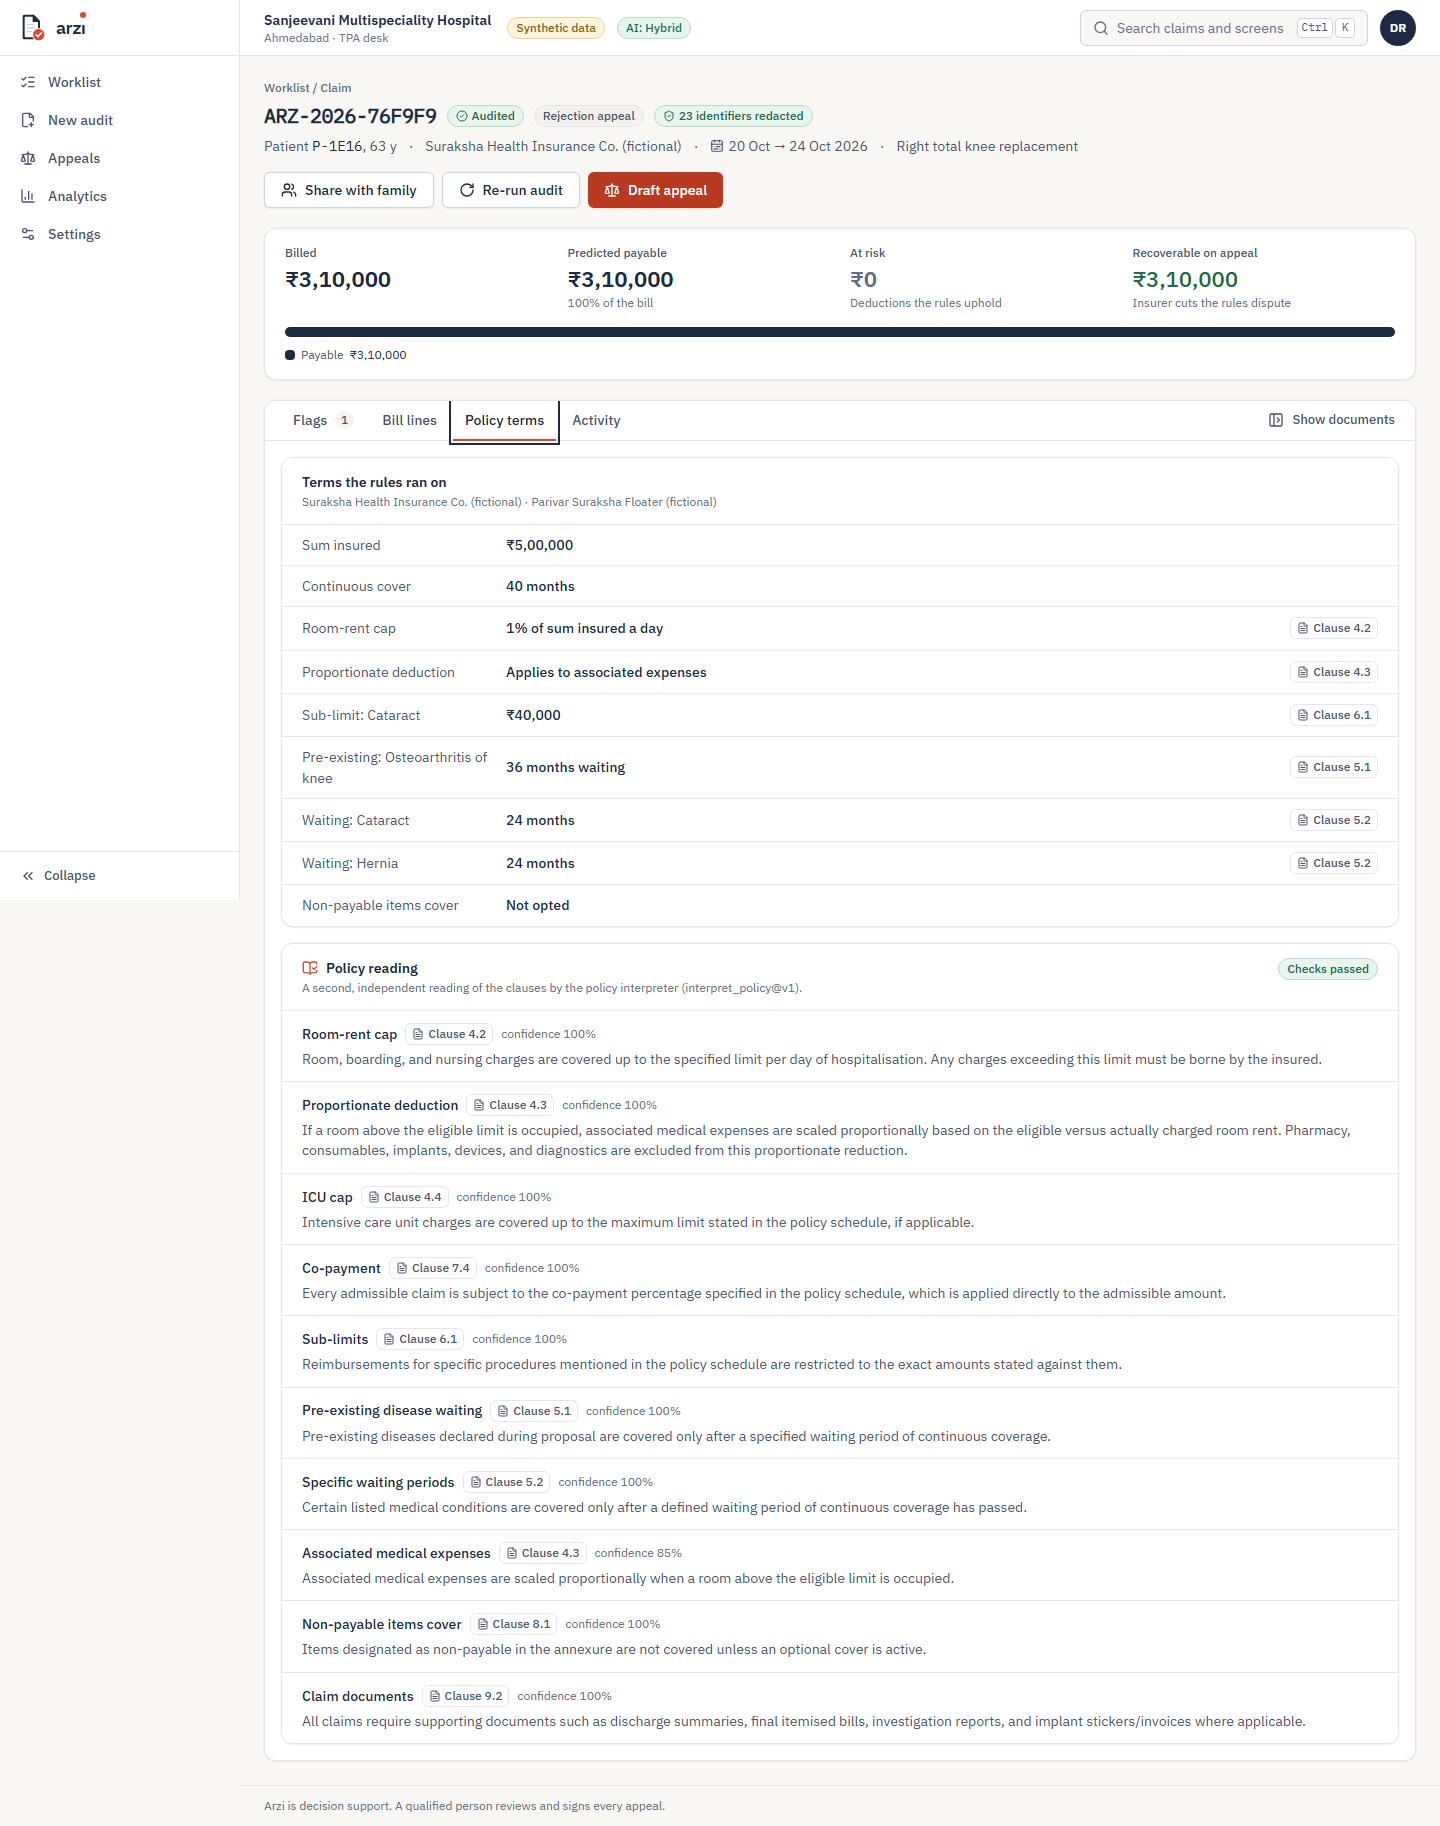 arzi
Sanjeevani Multispeciality Hospital
Ahmedabad · TPA desk
Synthetic data
AI: Hybrid
Search claims and screens
Ctrl K
DR
Worklist
New audit
Appeals
Analytics
Settings
Collapse
Worklist / Claim
ARZ-2026-76F9F9
Audited
Rejection appeal
23 identifiers redacted
Patient P-1E16, 63 y · Suraksha Health Insurance Co. (fictional) · 20 Oct → 24 Oct 2026 · Right total knee replacement
Share with family
Re-run audit
Draft appeal
Billed
₹3,10,000
Predicted payable
₹3,10,000
100% of the bill
At risk
₹0
Deductions the rules uphold
Recoverable on appeal
₹3,10,000
Insurer cuts the rules dispute
Payable ₹3,10,000
Flags 1
Bill lines
Policy terms
Activity
Show documents
Terms the rules ran on
Suraksha Health Insurance Co. (fictional) · Parivar Suraksha Floater (fictional)
Sum insured ₹5,00,000
Continuous cover 40 months
Room-rent cap 1% of sum insured a day Clause 4.2
Proportionate deduction Applies to associated expenses Clause 4.3
Sub-limit: Cataract ₹40,000 Clause 6.1
Pre-existing: Osteoarthritis of
knee
36 months waiting Clause 5.1
Waiting: Cataract 24 months Clause 5.2
Waiting: Hernia 24 months Clause 5.2
Non-payable items cover Not opted
Policy reading
Checks passed
A second, independent reading of the clauses by the policy interpreter (interpret_policy@v1).
Room-rent cap Clause 4.2 confidence 100%
Room, boarding, and nursing charges are covered up to the specified limit per day of hospitalisation. Any charges exceeding this limit must be borne by the insured.
Proportionate deduction Clause 4.3 confidence 100%
If a room above the eligible limit is occupied, associated medical expenses are scaled proportionally based on the eligible versus actually charged room rent. Pharmacy,
consumables, implants, devices, and diagnostics are excluded from this proportionate reduction.
ICU cap Clause 4.4 confidence 100%
Intensive care unit charges are covered up to the maximum limit stated in the policy schedule, if applicable.
Co-payment Clause 7.4 confidence 100%
Every admissible claim is subject to the co-payment percentage specified in the policy schedule, which is applied directly to the admissible amount.
Sub-limits Clause 6.1 confidence 100%
Reimbursements for specific procedures mentioned in the policy schedule are restricted to the exact amounts stated against them.
Pre-existing disease waiting Clause 5.1 confidence 100%
Pre-existing diseases declared during proposal are covered only after a specified waiting period of continuous coverage.
Specific waiting periods Clause 5.2 confidence 100%
Certain listed medical conditions are covered only after a defined waiting period of continuous coverage has passed.
Associated medical expenses Clause 4.3 confidence 85%
Associated medical expenses are scaled proportionally when a room above the eligible limit is occupied.
Non-payable items cover Clause 8.1 confidence 100%
Items designated as non-payable in the annexure are not covered unless an optional cover is active.
Claim documents Clause 9.2 confidence 100%
All claims require supporting documents such as discharge summaries, final itemised bills, investigation reports, and implant stickers/invoices where applicable.
Arzi is decision support. A qualified person reviews and signs every appeal.